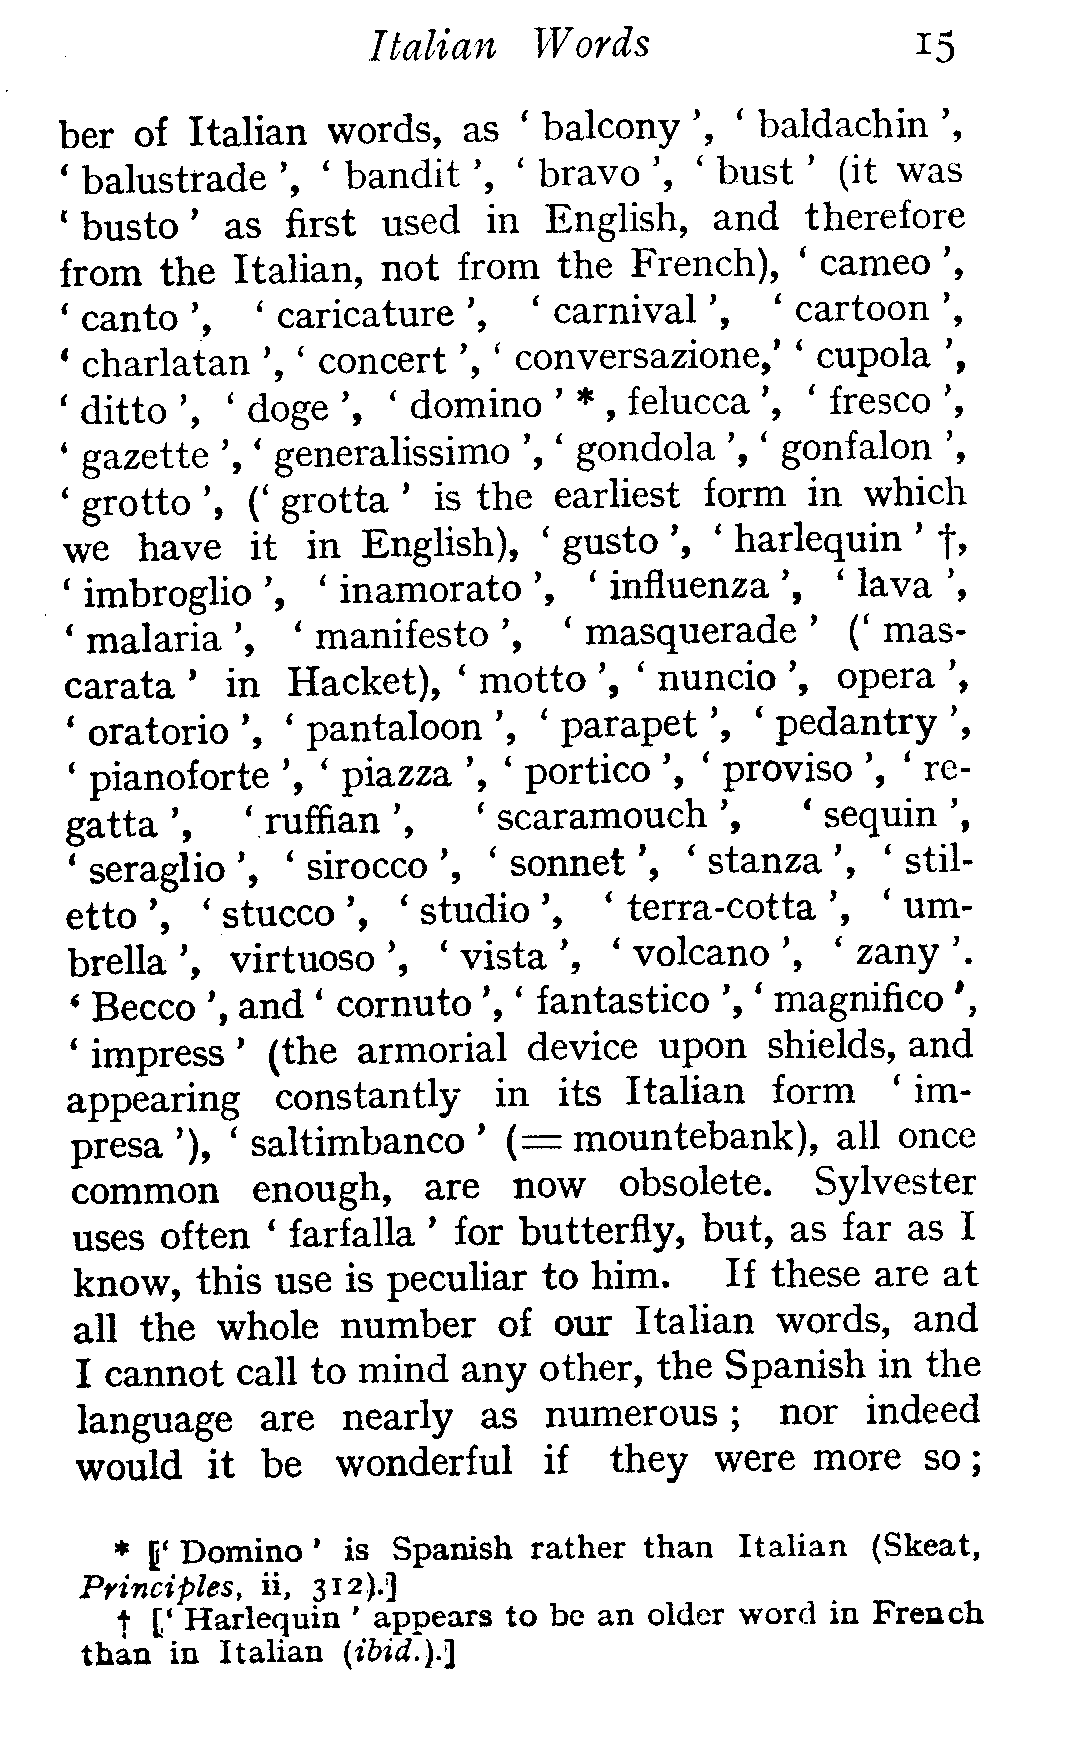 Italian Words 15
ber of Italian words, as ‘ balcony ’, ‘ baldachin ’,
‘ balustrade ’, ‘ bandit ’, ‘ bravo ’, ‘ bust ’ (it was
‘ busto ’ as first used in English, and therefore
from the Italian, not from the French), ‘ cameo ’,
‘ canto ’, ‘ caricature ’, ‘ carnival ’, ‘ cartoon ’,
‘ charlatan ’, ‘ concert ’, ‘ conversazione,’ ‘ cupola ’,
‘ ditto ’, ‘ doge ’, ‘ domino ’ * , felucca ’, ‘ fresco ’,
‘ gazette ’, ‘ generalissimo ’, ‘ gondola ’, ‘ gonfalon ’,
‘ grotto ’, (‘ grotta ’ is the earliest form in which
we have it in English), ‘ gusto ’, ‘ harlequin ’ †,
‘ imbroglio ’, ‘ inamorato ’, ‘ influenza ’, ‘ lava ’,
‘ malaria ’, ‘ manifesto ’, ‘ masquerade ’ (‘ mas-
carata ’ in Hacket), ‘ motto ’, ‘ nuncio ’, opera ’,
‘ oratorio ’, ‘ pantaloon ’, ‘ parapet ’, ‘ pedantry ’,
‘ pianoforte ’, ‘ piazza ’, ‘ portico ’, ‘ proviso ’, ‘ re-
gatta ’, ‘ ruffian ’, ‘ scaramouch ’, ‘ sequin ’,
‘ seraglio ’, ‘ sirocco ’, ‘ sonnet ’, ‘ stanza ’, ‘ stil-
etto ’, ‘ stucco ’, ‘ studio ’, ‘ terra-cotta ’, ‘ um-
brella ’, virtuoso ’, ‘ vista ’, ‘ volcano ’, ‘ zany ’.
‘ Becco ’, and ‘ cornuto ’, ‘ fantastico ’, ‘ magnifico ’,
‘ impress ’ (the armorial device upon shields, and
appearing constantly in its Italian form ‘ im-
presa ’), ‘ saltimbanco ’ (= mountebank), all once
common enough, are now obsolete. Sylvester
uses often ‘ farfalla ’ for butterfly, but, as far as I
know, this use is peculiar to him. If these are at
all the whole number of our Italian words, and
I cannot call to mind any other, the Spanish in the
language are nearly as numerous ; nor indeed
would it be wonderful if they were more so ;
* [‘ Domino ’ is Spanish rather than Italian (Skeat,
Principles, ii, 312).]
† [‘ Harlequin ’ appears to be an older word in French
than in Italian (ibid.).]